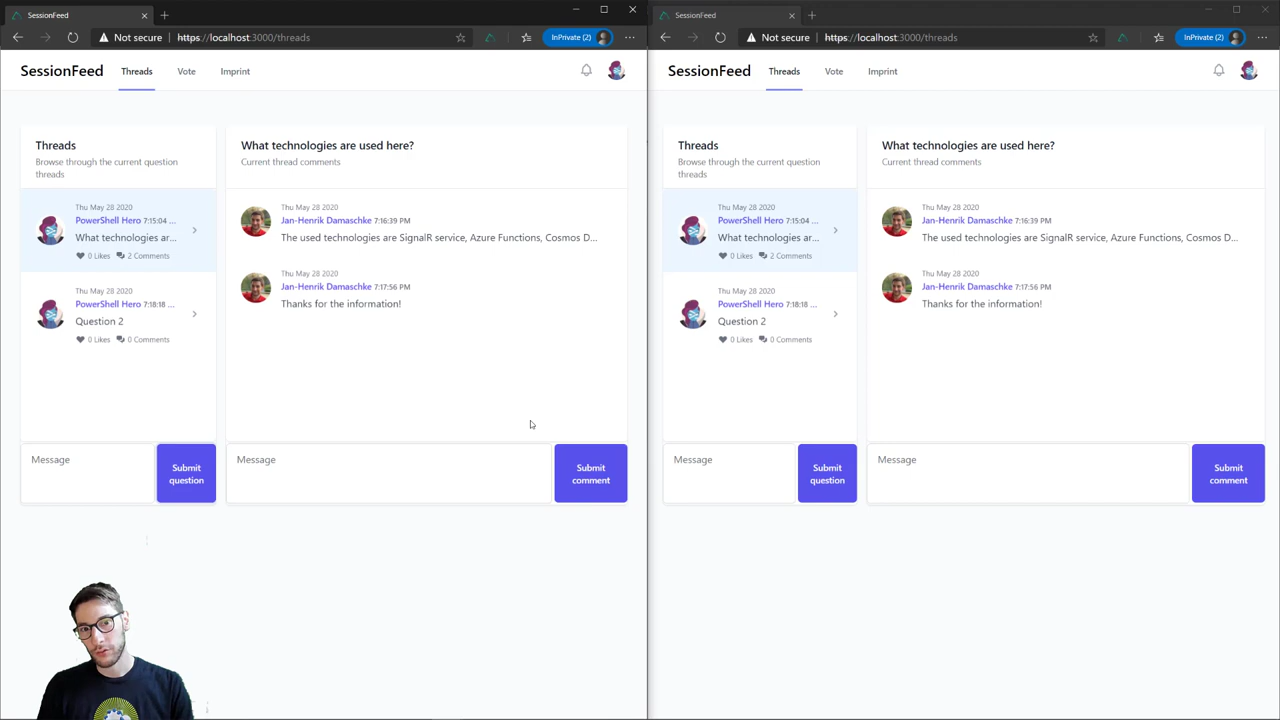 SessionFeed
Not secure https://localhost:3000/threads InPrivate (2)
SessionFeed Threads Vote Imprint
Threads
Browse through the current question
threads
Thu May 28 2020
PowerShell Hero 7:15:04 ...
What technologies ar...
0 Likes 2 Comments
Thu May 28 2020
PowerShell Hero 7:18:18 ...
Question 2
0 Likes 0 Comments
Message
Submit
question
What technologies are used here?
Current thread comments
Thu May 28 2020
Jan-Henrik Damaschke 7:16:39 PM
The used technologies are SignalR service, Azure Functions, Cosmos D...
Thu May 28 2020
Jan-Henrik Damaschke 7:17:56 PM
Thanks for the information!
Message
Submit
comment
SessionFeed
Not secure https://localhost:3000/threads InPrivate (2)
SessionFeed Threads Vote Imprint
Threads
Browse through the current question
threads
Thu May 28 2020
PowerShell Hero 7:15:04 ...
What technologies ar...
0 Likes 2 Comments
Thu May 28 2020
PowerShell Hero 7:18:18 ...
Question 2
0 Likes 0 Comments
Message
Submit
question
What technologies are used here?
Current thread comments
Thu May 28 2020
Jan-Henrik Damaschke 7:16:39 PM
The used technologies are SignalR service, Azure Functions, Cosmos D...
Thu May 28 2020
Jan-Henrik Damaschke 7:17:56 PM
Thanks for the information!
Message
Submit
comment